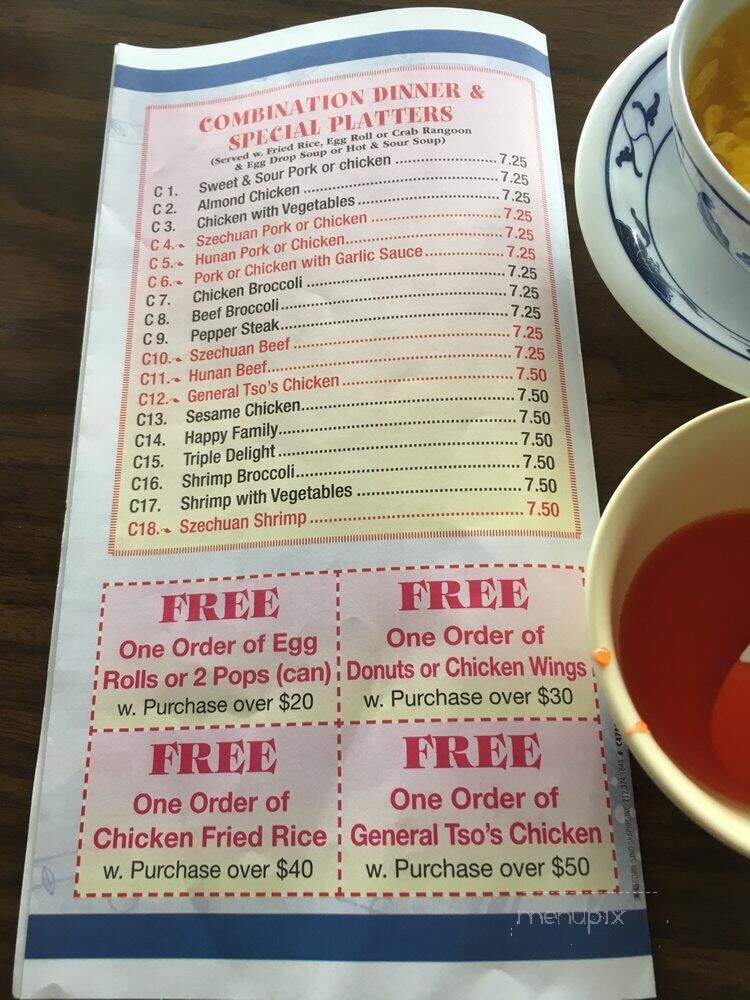 COMBINATION DINNER &
SPECIAL PLATTERS
(Served w. Fried Rice, Egg Roll or Crab Rangoon
& Egg Drop Soup or Hot & Sour Soup)
C 1. Sweet & Sour Pork or chicken 7.25
C 2. Almond Chicken 7.25
C 3. Chicken with Vegetables 7.25
C 4. Szechuan Pork or Chicken 7.25
C 5. Hunan Pork or Chicken 7.25
C 6. Pork or Chicken with Garlic Sauce 7.25
C 7. Chicken Broccoli 7.25
C 8. Beef Broccoli 7.25
C 9. Pepper Steak 7.25
C10. Szechuan Beef 7.25
C11. Hunan Beef 7.25
C12. General Tso's Chicken 7.50
C13. Sesame Chicken 7.50
C14. Happy Family 7.50
C15. Triple Delight 7.50
C16. Shrimp Broccoli 7.50
C17. Shrimp with Vegetables 7.50
C18. Szechuan Shrimp 7.50
FREE
One Order of Egg
Rolls or 2 Pops (can)
w. Purchase over $20
FREE
One Order of
Donuts or Chicken Wings
w. Purchase over $30
FREE
One Order of
Chicken Fried Rice
w. Purchase over $40
FREE
One Order of
General Tso's Chicken
w. Purchase over $50
menupix